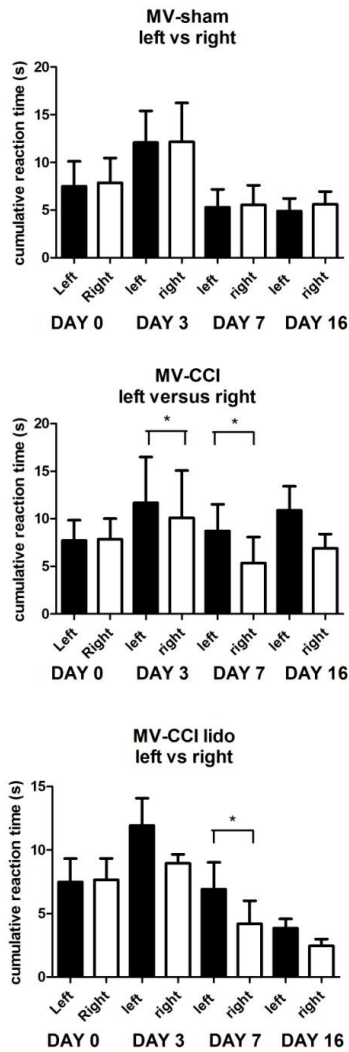 MV-sham
left vs right
cumulative reaction time (s)
20
15
10
5
0
Left Right left right left right left right
DAY 0 DAY 3 DAY 7 DAY 16
MV-CCI
left versus right
cumulative reaction time (s)
20
15
10
5
0
* *
Left Right left right left right left right
DAY 0 DAY 3 DAY 7 DAY 16
MV-CCI lido
left vs right
cumulative reaction time (s)
15
10
5
0
*
Left Right left right left right left right
DAY 0 DAY 3 DAY 7 DAY 16